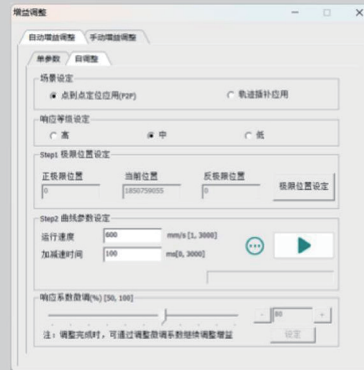 增益调整
自动增益调整 手动增益调整
单参数 自调整
场景设定
点到点定位应用(P2P) 轨迹插补应用
响应等级设定
高 中 低
Step1 极限位置设定
正极限位置 当前位置 反极限位置
0 1850759055 0 极限位置设定
Step2 曲线参数设定
运行速度 600 mm/s [1, 3000]
加减速时间 100 ms[8, 3000]
响应系数微调(%) [50, 100]
- 80 +
注：调整完成时，可通过调整微调系数继续调整增益 设定